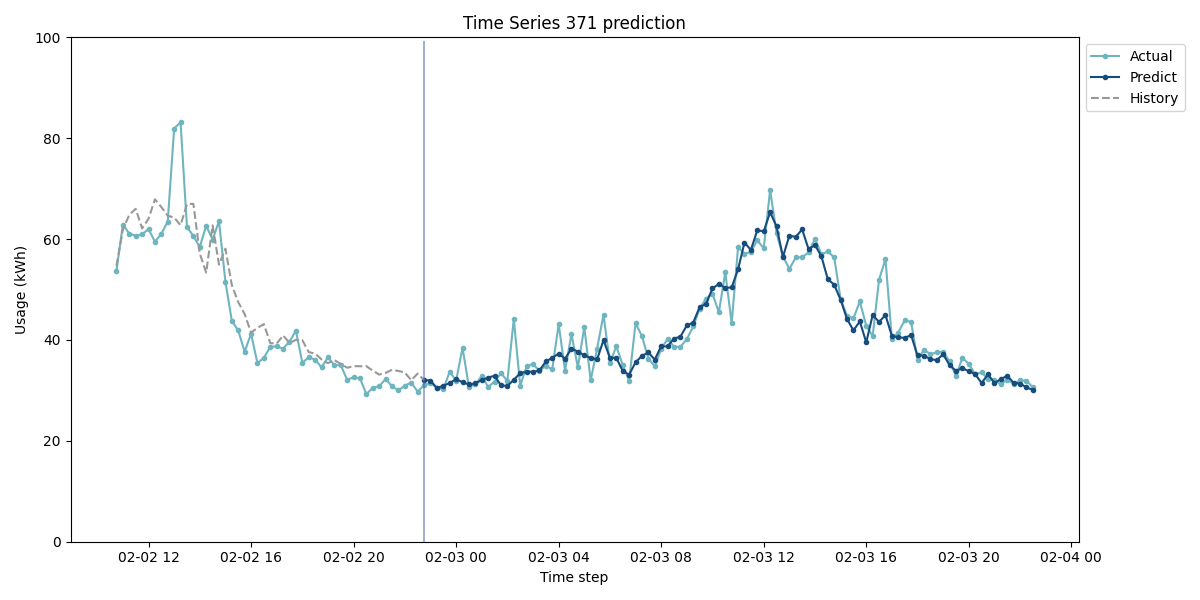 Time Series 371 prediction
100
80
60
40
20
0
Usage (kWh)
02-02 12
02-02 16
02-02 20
02-03 00
02-03 04
02-03 08
02-03 12
02-03 16
02-03 20
02-04 00
Time step
Actual
Predict
History